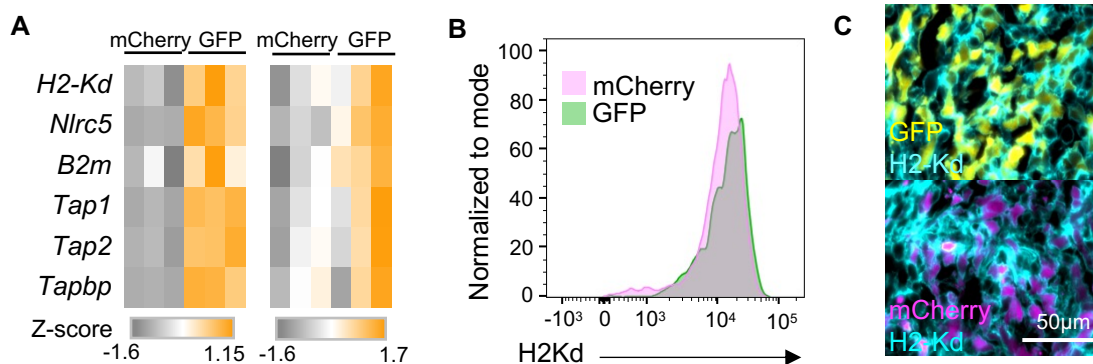 A
mCherry GFP mCherry GFP
H2-Kd
Nlrc5
B2m
Tap1
Tap2
Tapbp
Z-score
-1.6 1.15 -1.6 1.7
B
Normalized to mode
100
80
60
40
20
0
mCherry
GFP
-10³ 0 10³ 10⁴ 10⁵
H2Kd
C
GFP
H2-Kd
mCherry
H2-Kd
50μm